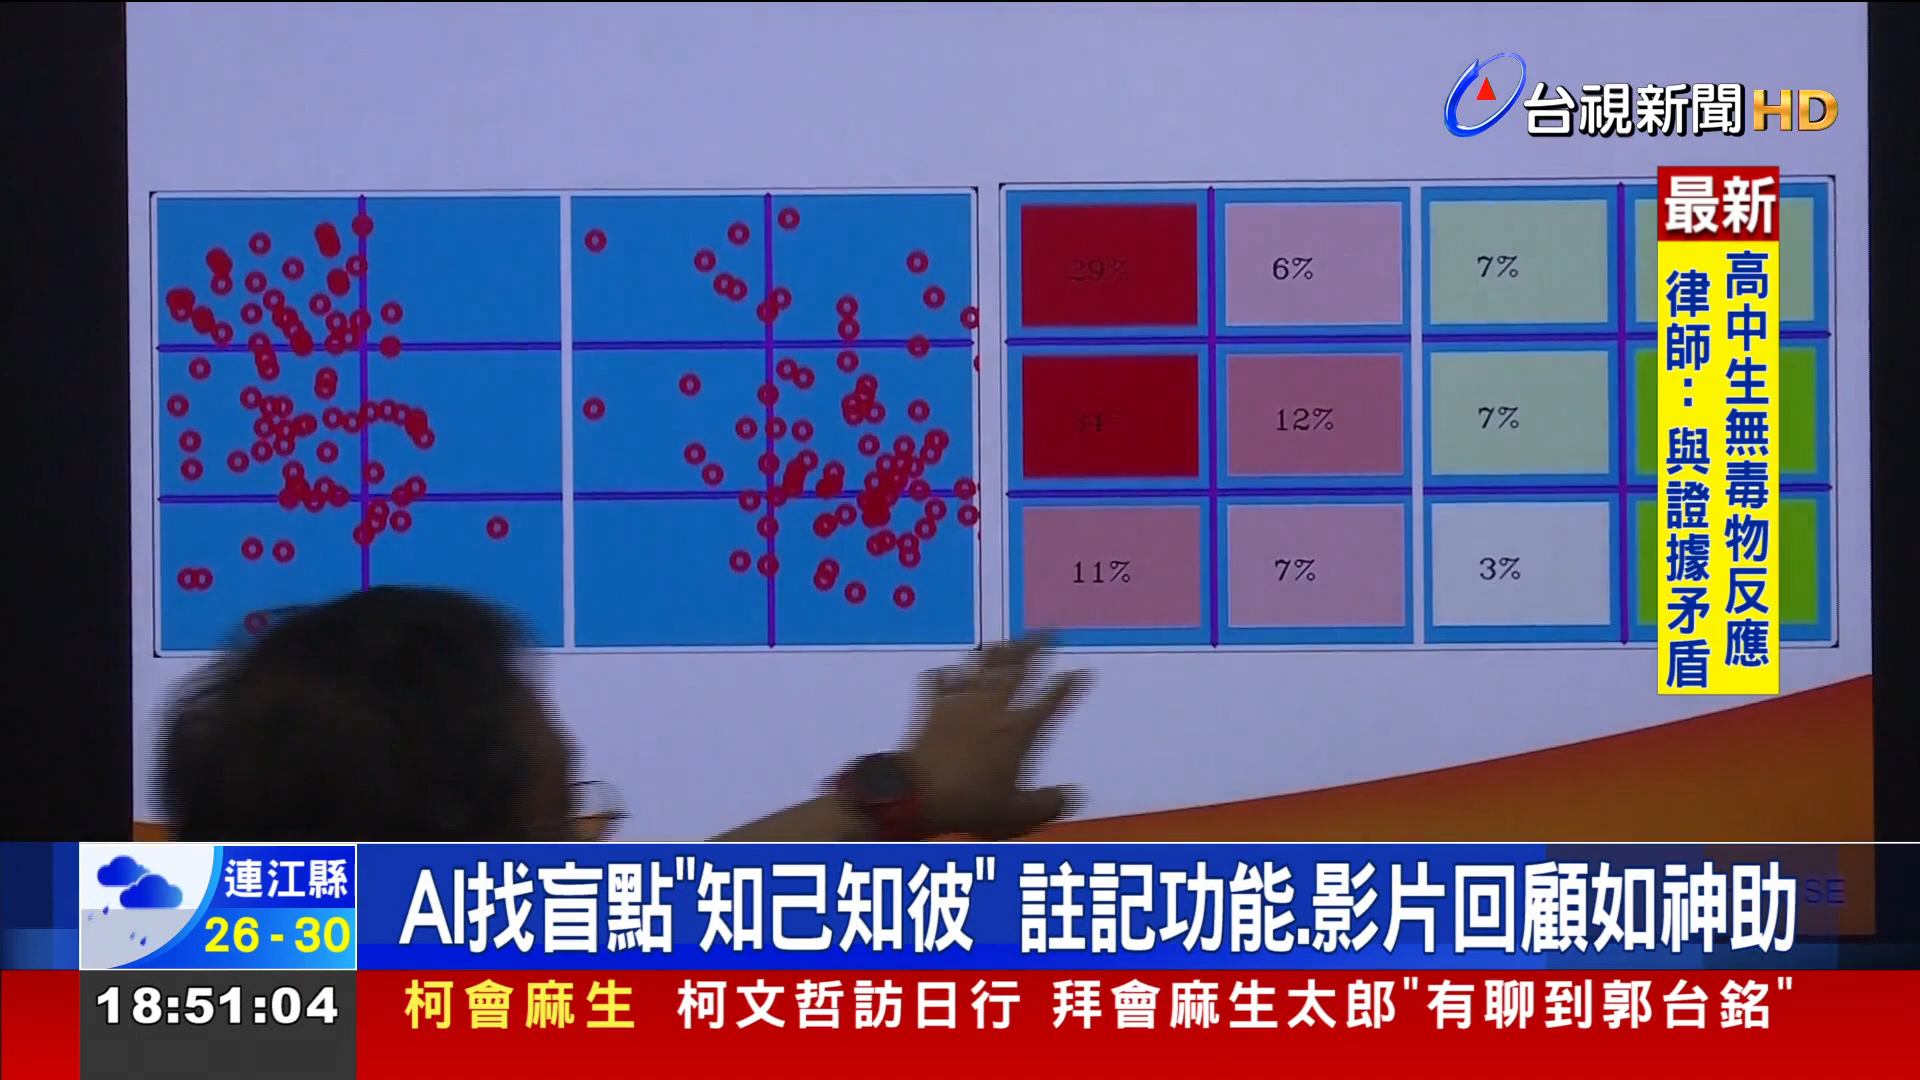 台視新聞HD
最新
高中生無毒物反應
律師：與證據矛盾
29% 6% 7%
34% 12% 7%
11% 7% 3%
連江縣
26-30
AI找盲點"知己知彼" 註記功能.影片回顧如神助
SE
18:51:04
柯會麻生 柯文哲訪日行 拜會麻生太郎"有聊到郭台銘"